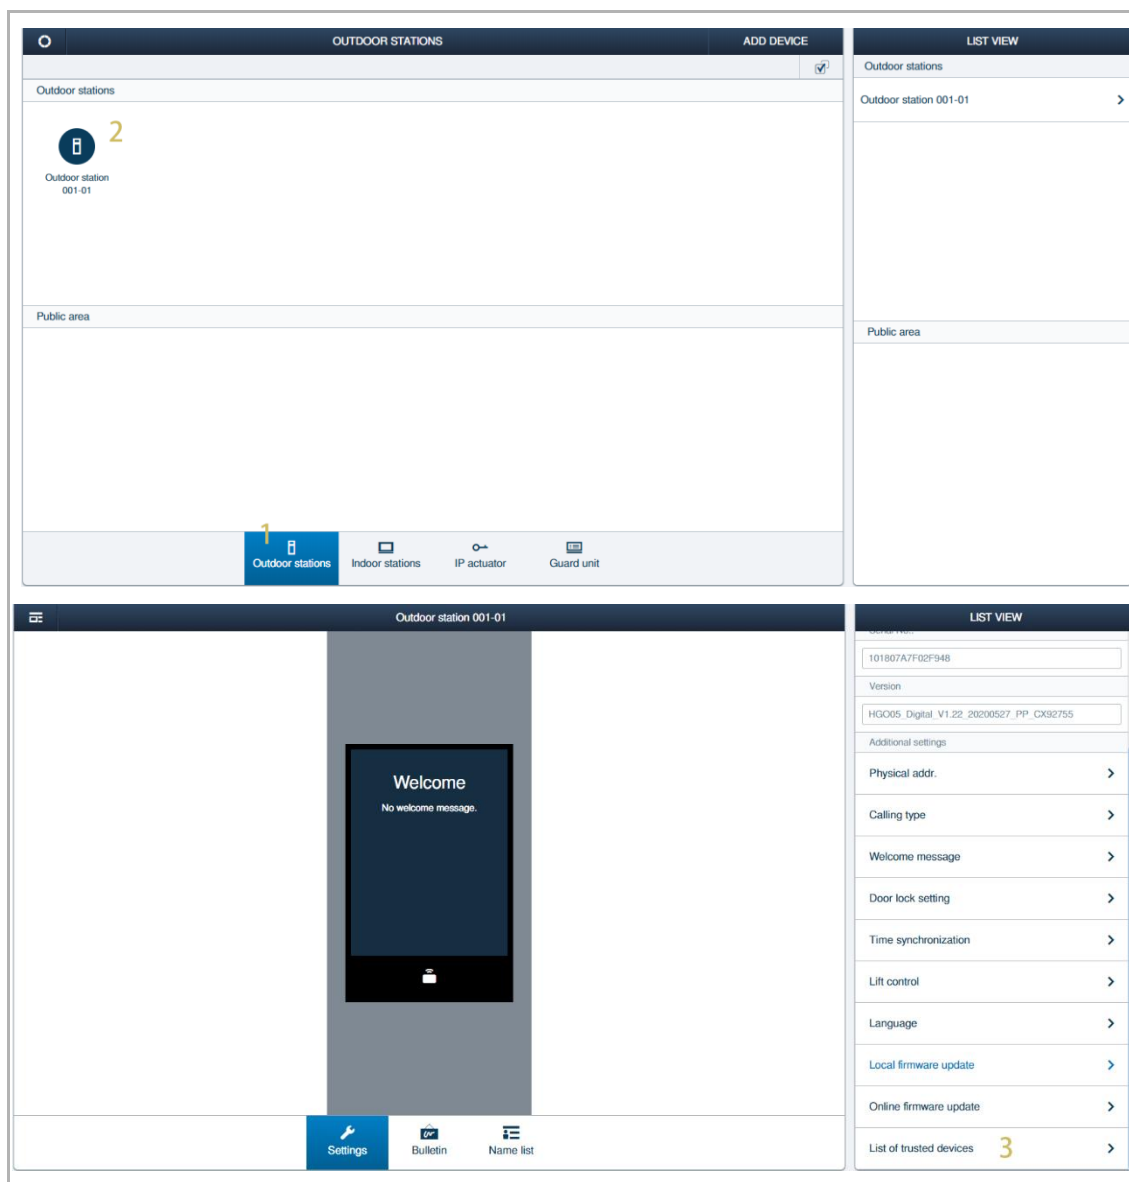 OUTDOOR STATIONS
ADD DEVICE
Outdoor stations
2
Outdoor station
001-01
Public area
1
Outdoor stations
Indoor stations
IP actuator
Guard unit
LIST VIEW
Outdoor stations
Outdoor station 001-01
Public area
Outdoor station 001-01
Welcome
No welcome message.
Settings
Bulletin
Name list
LIST VIEW
Serial No.:
101807A7F02F948
Version
HGO05_Digital_V1.22_20200527_PP_CX92755
Additional settings
Physical addr.
Calling type
Welcome message
Door lock setting
Time synchronization
Lift control
Language
Local firmware update
Online firmware update
List of trusted devices 3